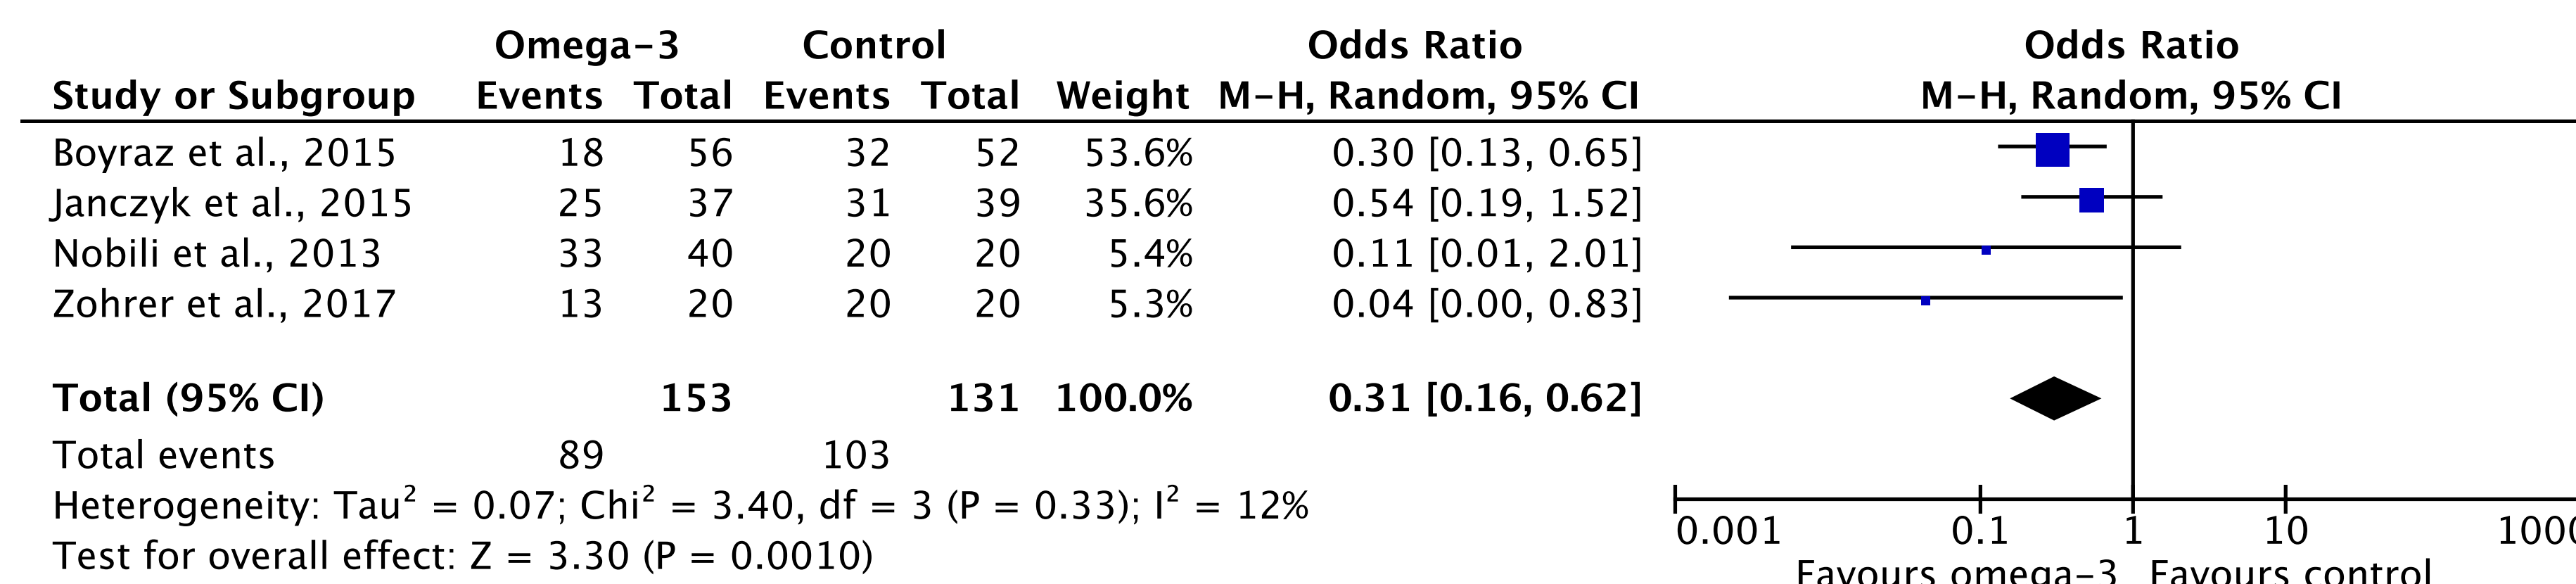 Omega-3 Control Odds Ratio Odds Ratio
Study or Subgroup Events Total Events Total Weight M-H, Random, 95% CI M-H, Random, 95% CI
Boyraz et al., 2015 18 56 32 52 53.6% 0.30 [0.13, 0.65]
Janczyk et al., 2015 25 37 31 39 35.6% 0.54 [0.19, 1.52]
Nobili et al., 2013 33 40 20 20 5.4% 0.11 [0.01, 2.01]
Zohrer et al., 2017 13 20 20 20 5.3% 0.04 [0.00, 0.83]
Total (95% CI) 153 131 100.0% 0.31 [0.16, 0.62]
Total events 89 103
Heterogeneity: Tau² = 0.07; Chi² = 3.40, df = 3 (P = 0.33); I² = 12%
Test for overall effect: Z = 3.30 (P = 0.0010)
0.001 0.1 1 10 1000
Favours omega-3 Favours control